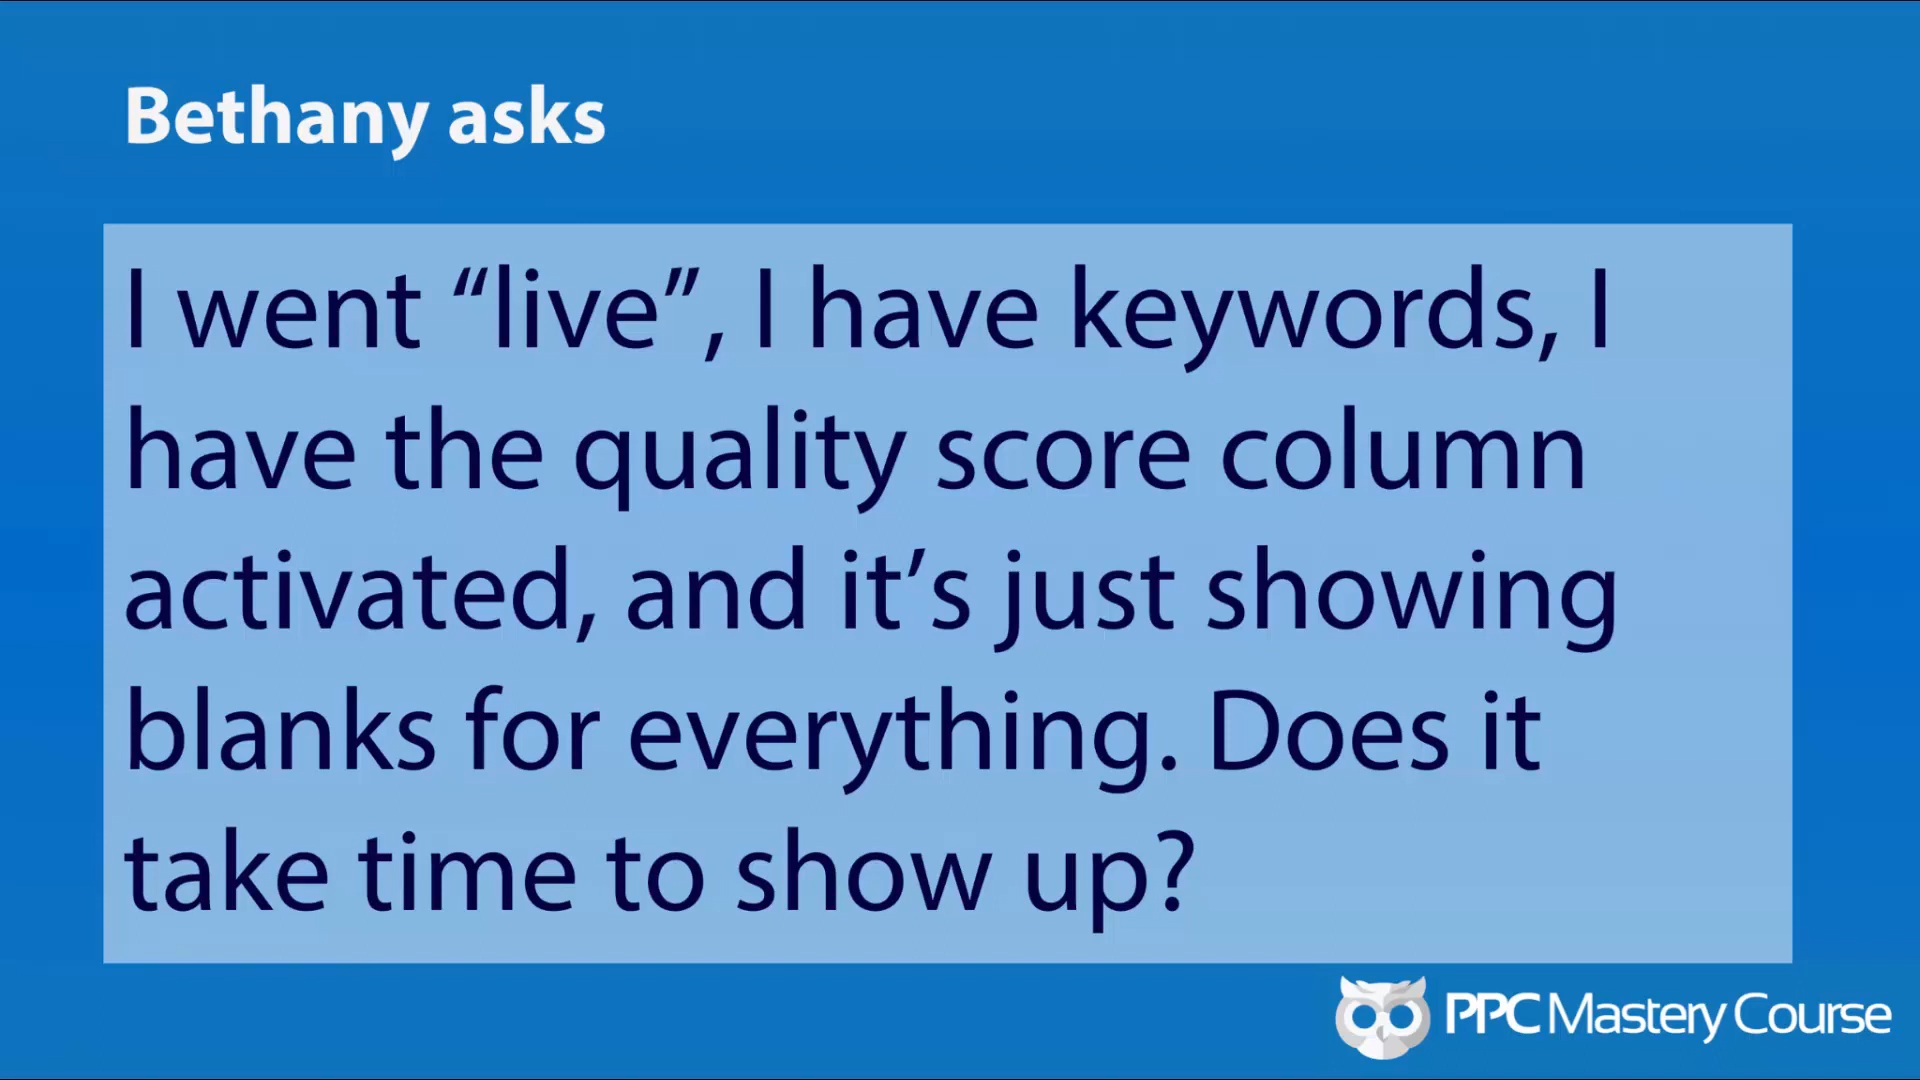 Bethany asks
I went “live”, I have keywords, I
have the quality score column
activated, and it’s just showing
blanks for everything. Does it
take time to show up?
PPC Mastery Course